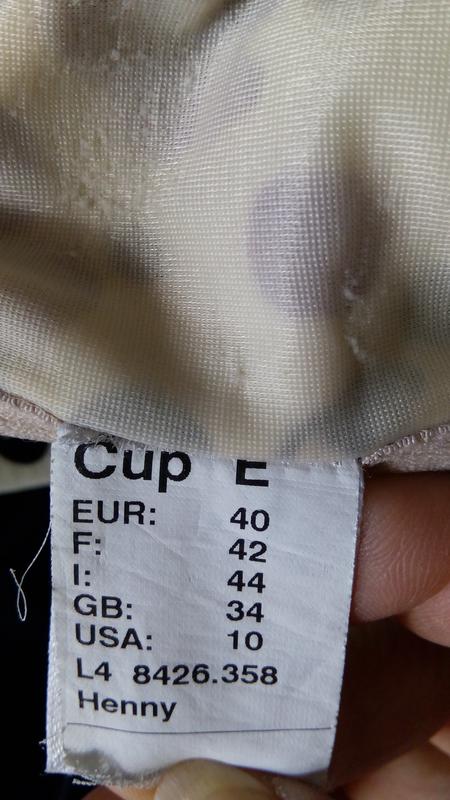 Cup E
EUR: 40
F: 42
I: 44
GB: 34
USA: 10
L4 8426.358
Henny